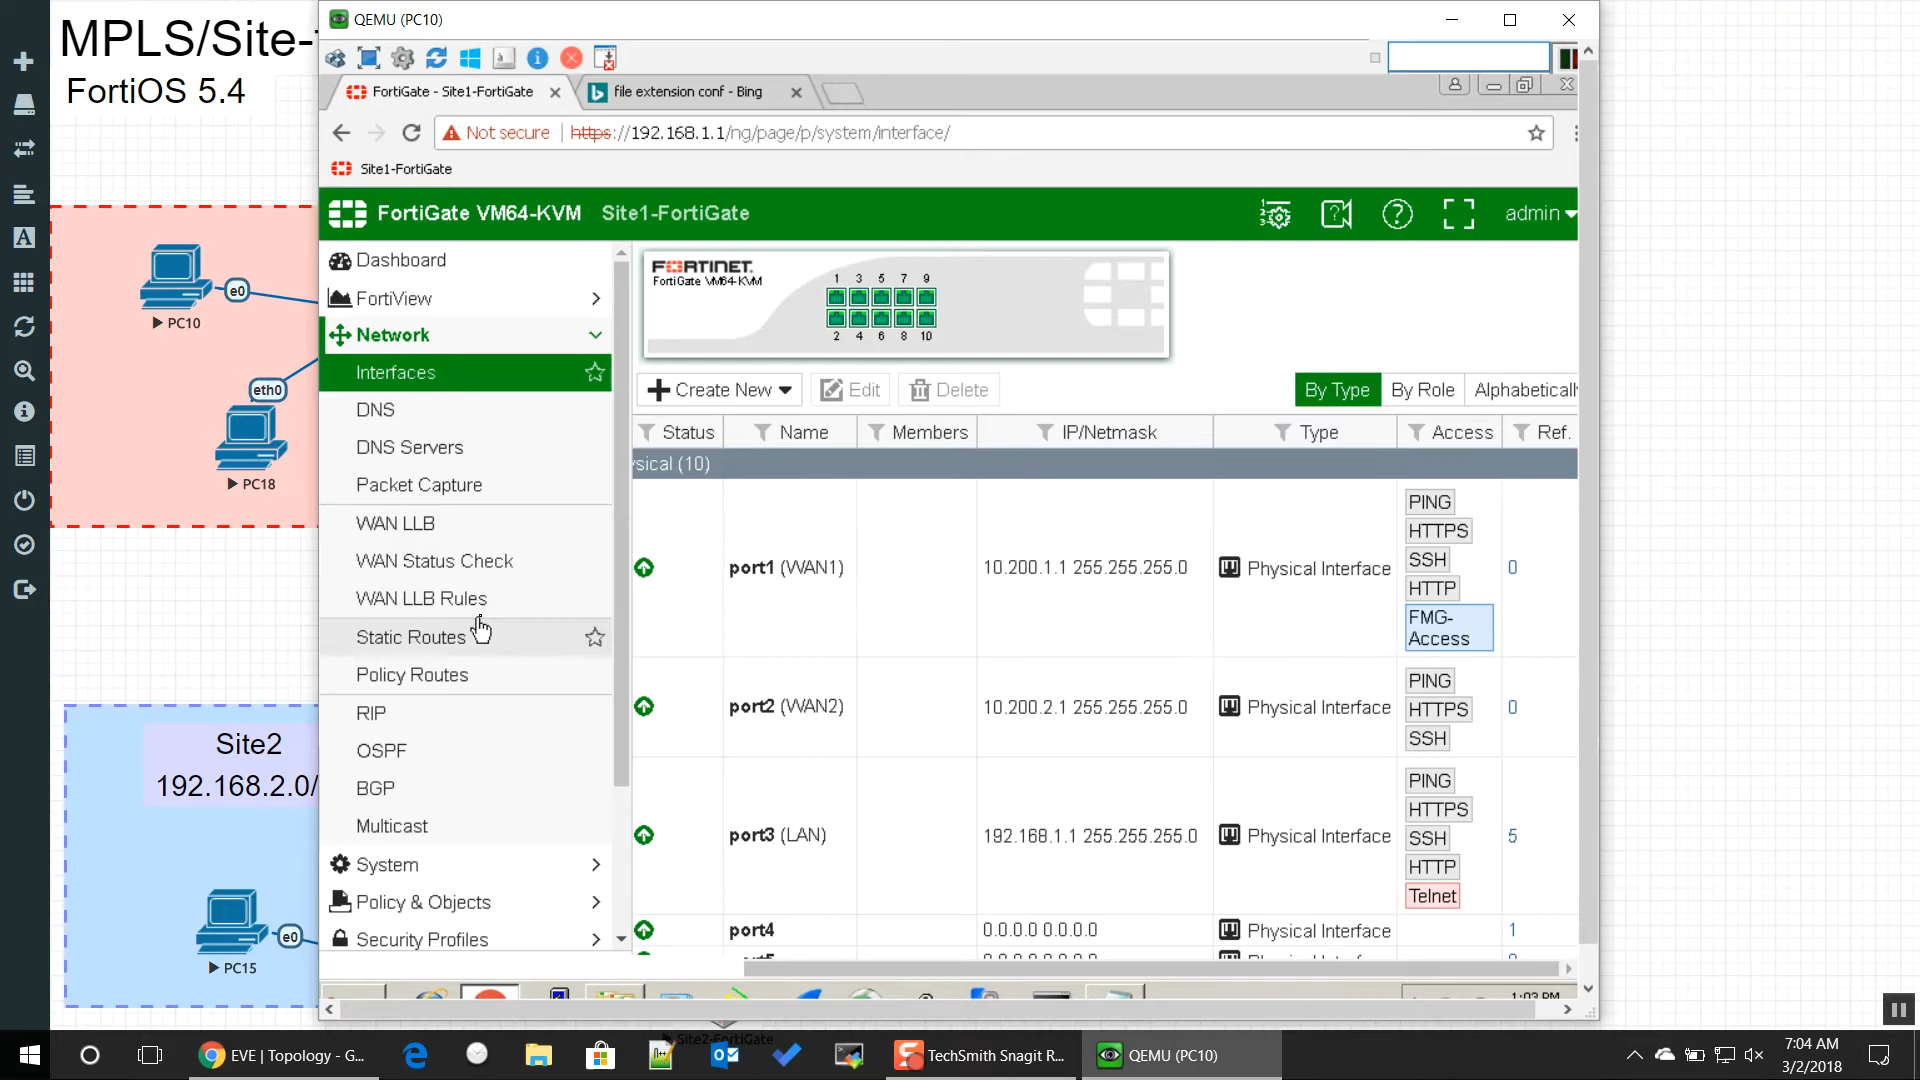 MPLS/Site-
FortiOS 5.4
e0
PC10
eth0
PC18
Site2
192.168.2.0/
e0
PC15
QEMU (PC10)
FortiGate - Site1-FortiGate
file extension conf - Bing
Not secure
https://192.168.1.1/ng/page/p/system/interface/
Site1-FortiGate
FortiGate VM64-KVM Site1-FortiGate
admin
Dashboard
FortiView
Network
Interfaces
DNS
DNS Servers
Packet Capture
WAN LLB
WAN Status Check
WAN LLB Rules
Static Routes
Policy Routes
RIP
OSPF
BGP
Multicast
System
Policy & Objects
Security Profiles
FORTINET
FortiGate VM64-KVM
1 3 5 7 9
2 4 6 8 10
Create New Edit Delete
By Type By Role Alphabetically
Status Name Members IP/Netmask Type Access Ref.
sical (10)
port1 (WAN1) 10.200.1.1 255.255.255.0 Physical Interface 0
PING
HTTPS
SSH
HTTP
FMG-
Access
port2 (WAN2) 10.200.2.1 255.255.255.0 Physical Interface 0
PING
HTTPS
SSH
port3 (LAN) 192.168.1.1 255.255.255.0 Physical Interface 5
PING
HTTPS
SSH
HTTP
Telnet
port4 0.0.0.0 0.0.0.0 Physical Interface 1
1:03 PM
Site2-FortiGate
EVE | Topology - G...
TechSmith Snagit R...
QEMU (PC10)
7:04 AM
3/2/2018